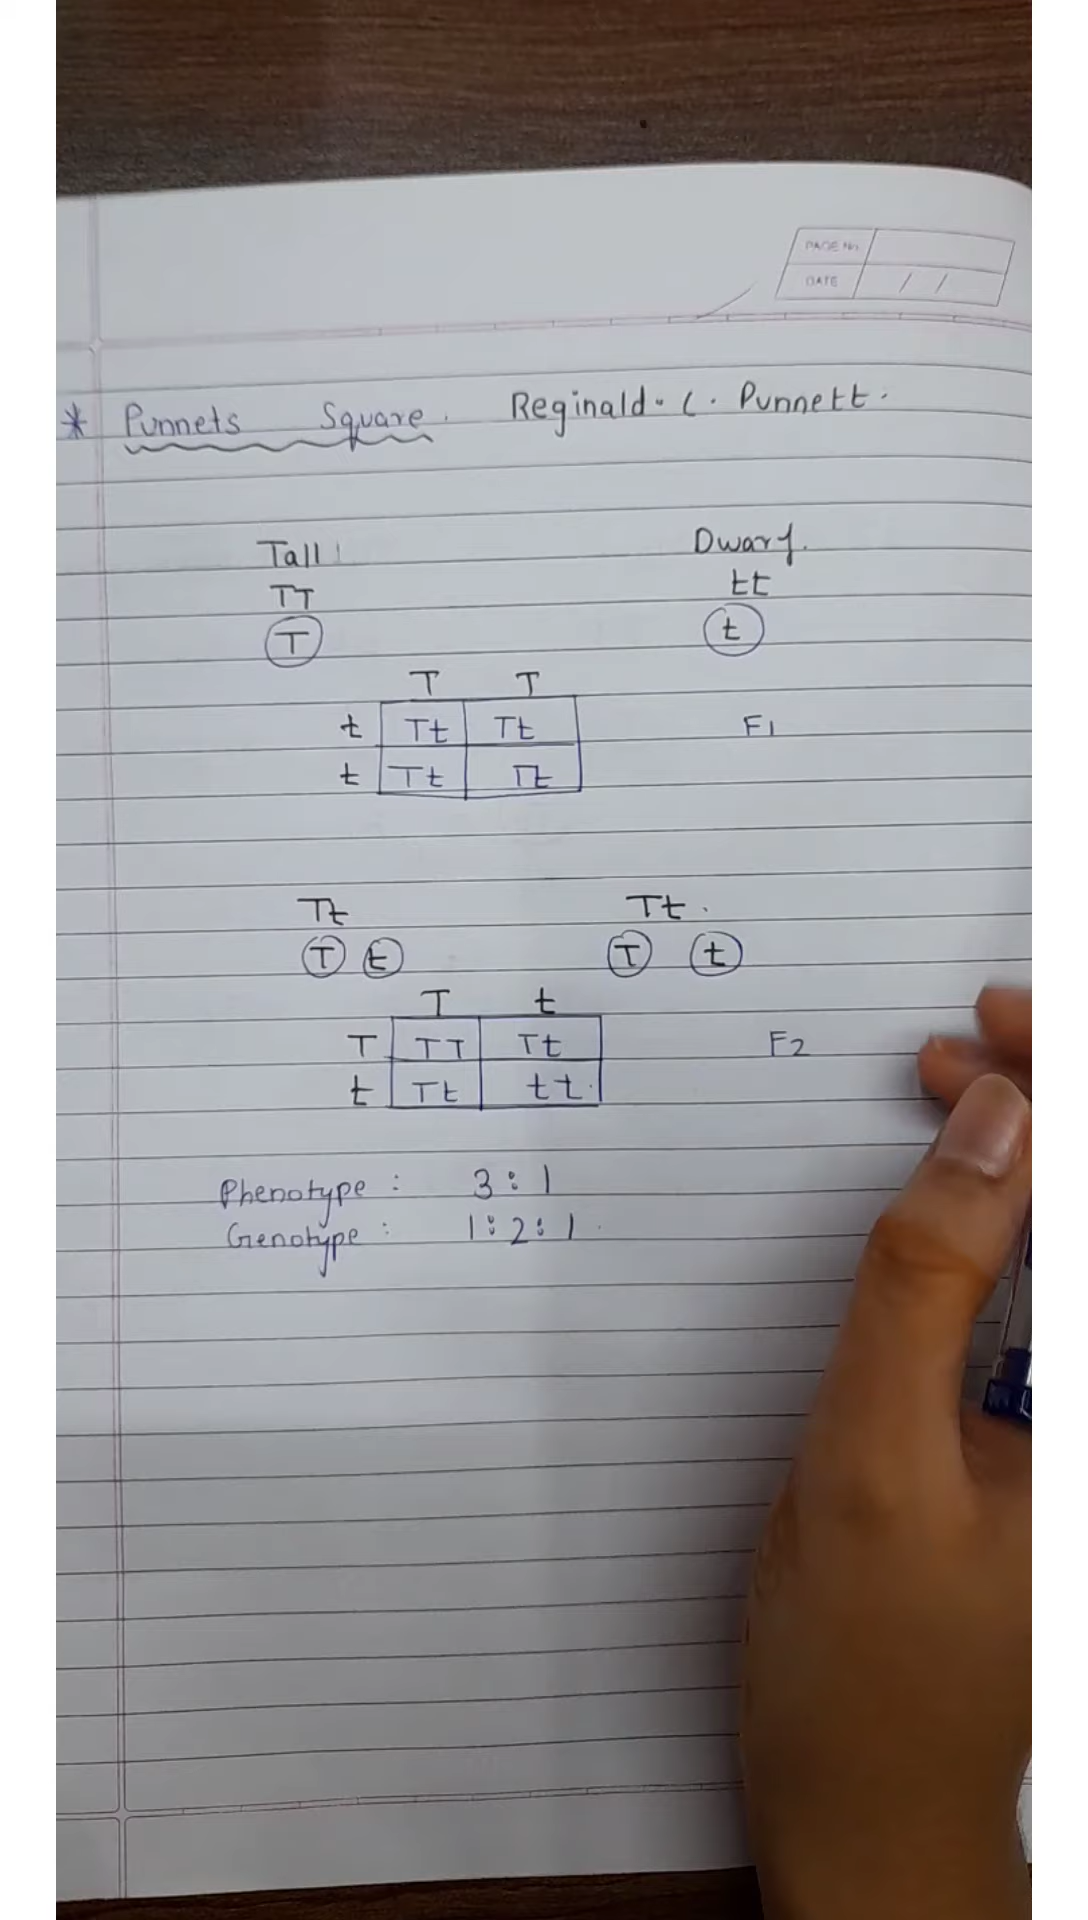 PAGE No.
DATE / /
* Punnets Square. Reginald. C. Punnett.
Tall Dwarf.
TT tt
T t
T T
t Tt Tt F1
t Tt Tt
Tt Tt.
T t T t
T t
T TT Tt F2
t Tt tt.
Phenotype : 3:1
Genotype : 1:2:1.